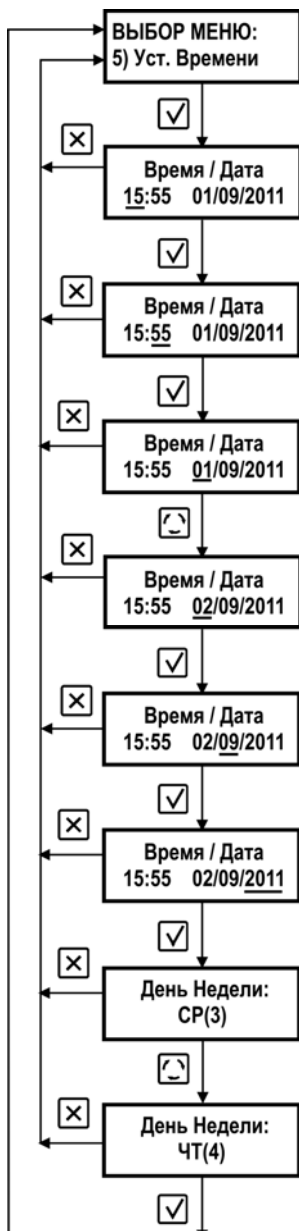 ВЫБОР МЕНЮ:
5) Уст. Времени
Время / Дата
15:55 01/09/2011
Время / Дата
15:55 01/09/2011
Время / Дата
15:55 01/09/2011
Время / Дата
15:55 02/09/2011
Время / Дата
15:55 02/09/2011
Время / Дата
15:55 02/09/2011
День Недели:
СР(3)
День Недели:
ЧТ(4)